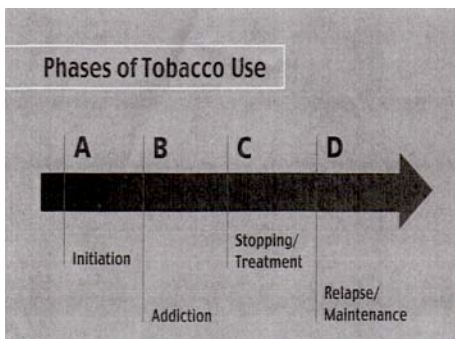 Phases of Tobacco Use
A B C D
Initiation
Addiction
Stopping/
Treatment
Relapse/
Maintenance